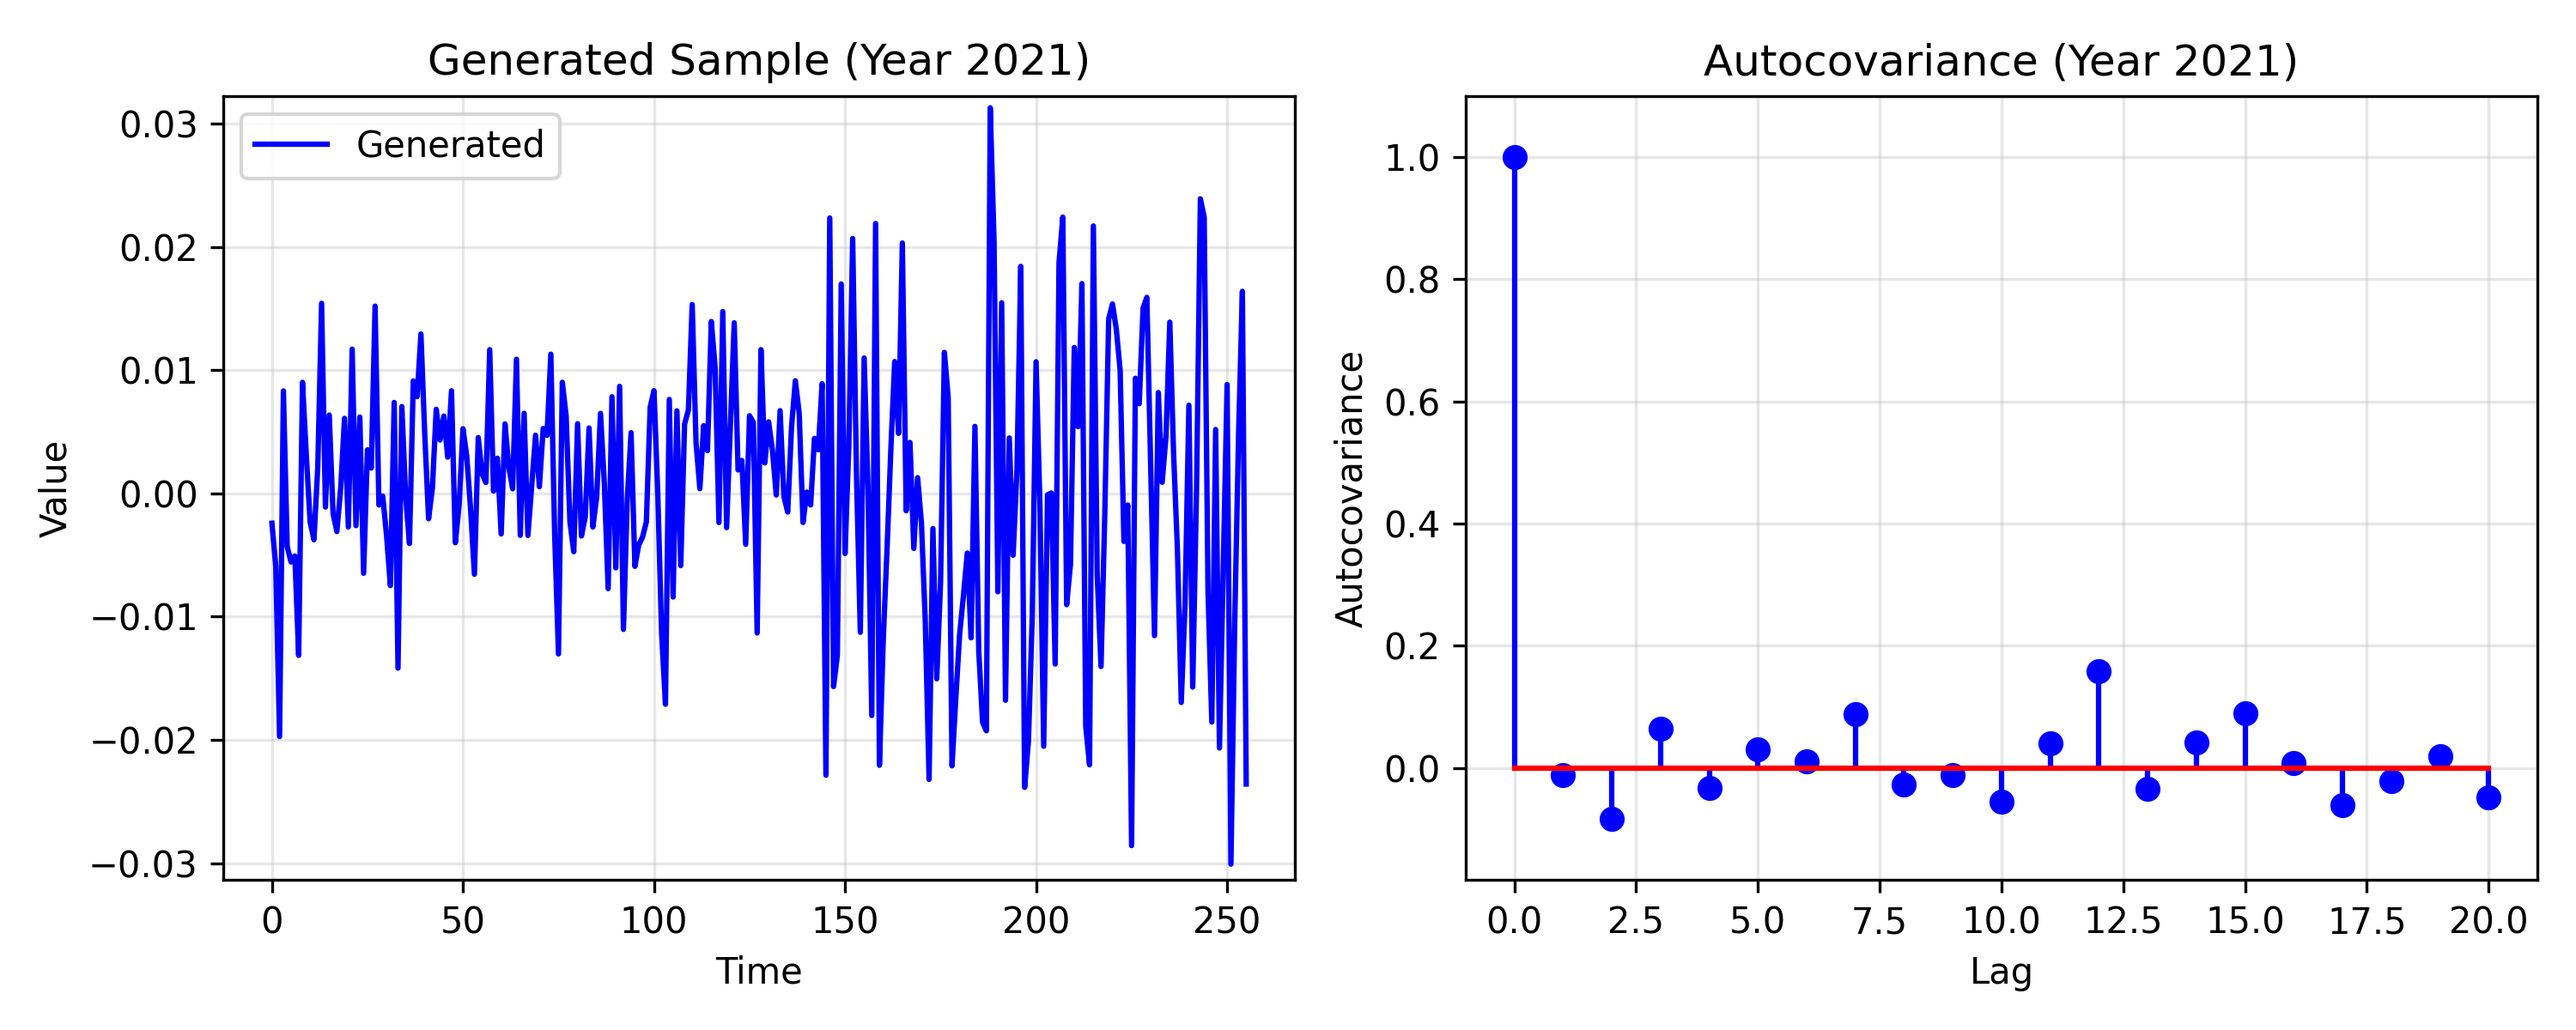 Generated Sample (Year 2021)
Generated
0.03
0.02
0.01
0.00
−0.01
−0.02
−0.03
Value
0 50 100 150 200 250
Time
Autocovariance (Year 2021)
1.0
0.8
0.6
0.4
0.2
0.0
Autocovariance
0.0 2.5 5.0 7.5 10.0 12.5 15.0 17.5 20.0
Lag